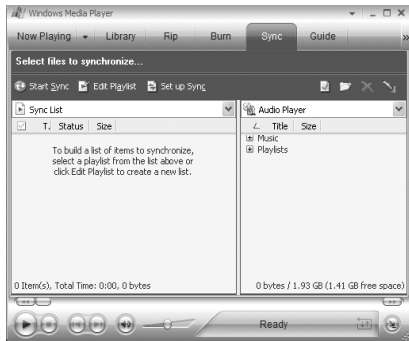 Windows Media Player
Now Playing Library Rip Burn Sync Guide »
Select files to synchronize...
Start Sync Edit Playlist Set up Sync
Sync List
Audio Player
T. Status Size
Title Size
To build a list of items to synchronize,
select a playlist from the list above or
click Edit Playlist to create a new list.
Music
Playlists
0 Item(s), Total Time: 0:00, 0 bytes
0 bytes / 1.93 GB (1.41 GB free space)
Ready